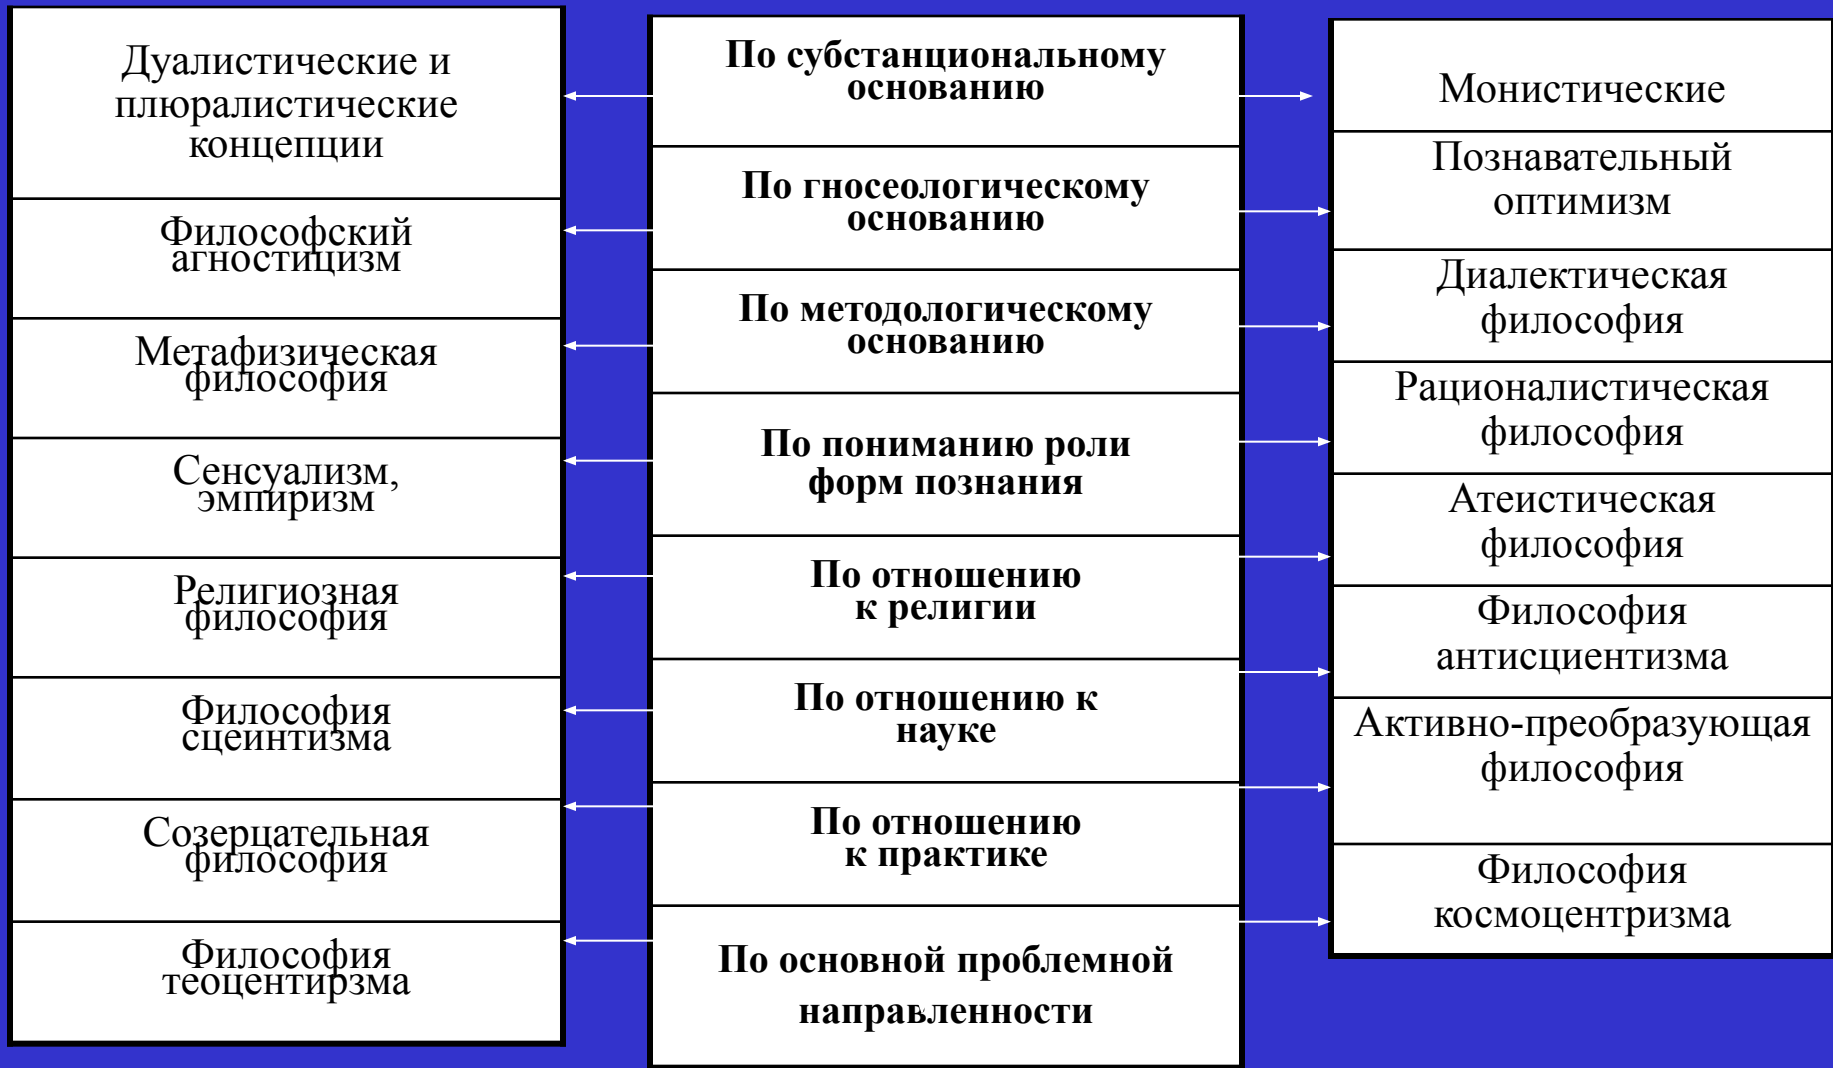 Дуалистические и
плюралистические
концепции
Философский
агностицизм
Метафизическая
философия
Сенсуализм,
эмпиризм
Религиозная
философия
Философия
сцеинтизма
Созерцательная
философия
Философия
теоцентирзма
По субстанциональному
основанию
По гносеологическому
основанию
По методологическому
основанию
По пониманию роли
форм познания
По отношению
к религии
По отношению к
науке
По отношению
к практике
По основной проблемной
направленности
Монистические
Познавательный
оптимизм
Диалектическая
философия
Рационалистическая
философия
Атеистическая
философия
Философия
антисциентизма
Активно-преобразующая
философия
Философия
космоцентризма